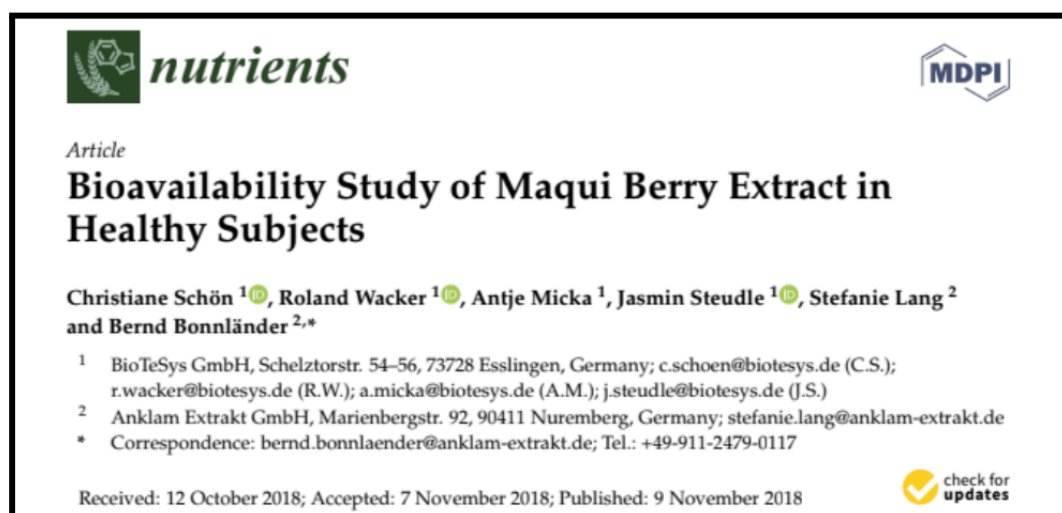 nutrients
MDPI
Article
Bioavailability Study of Maqui Berry Extract in
Healthy Subjects
Christiane Schön 1 iD, Roland Wacker 1 iD, Antje Micka 1, Jasmin Steudle 1 iD, Stefanie Lang 2
and Bernd Bonnländer 2,*
1 BioTeSys GmbH, Schelztorstr. 54–56, 73728 Esslingen, Germany; c.schoen@biotesys.de (C.S.);
r.wacker@biotesys.de (R.W.); a.micka@biotesys.de (A.M.); j.steudle@biotesys.de (J.S.)
2 Anklam Extrakt GmbH, Marienbergstr. 92, 90411 Nuremberg, Germany; stefanie.lang@anklam-extrakt.de
* Correspondence: bernd.bonnlaender@anklam-extrakt.de; Tel.: +49-911-2479-0117
Received: 12 October 2018; Accepted: 7 November 2018; Published: 9 November 2018
check for
updates